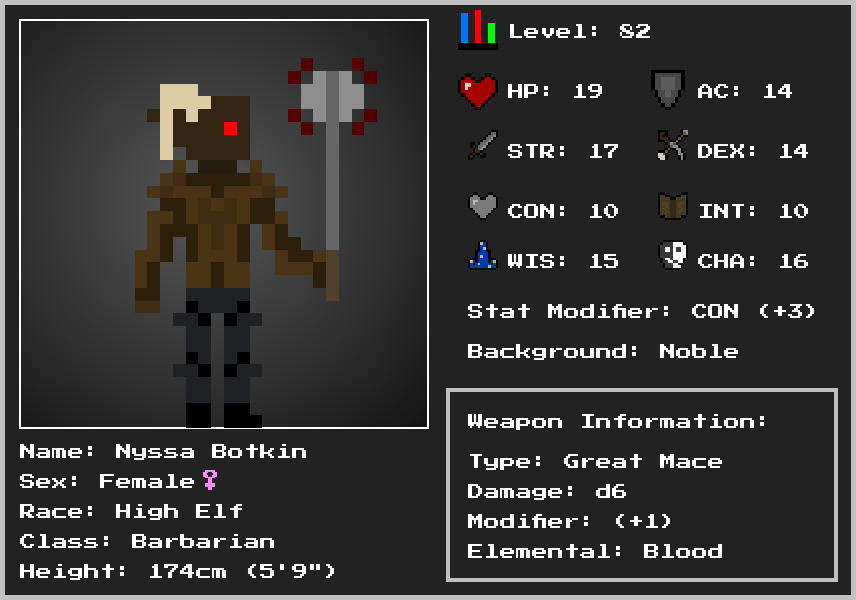 Level: 82
HP: 19 AC: 14
STR: 17 DEX: 14
CON: 10 INT: 10
WIS: 15 CHA: 16
Stat Modifier: CON (+3)
Background: Noble
Weapon Information:
Type: Great Mace
Damage: d6
Modifier: (+1)
Elemental: Blood
Name: Nyssa Botkin
Sex: Female♀
Race: High Elf
Class: Barbarian
Height: 174cm (5'9")